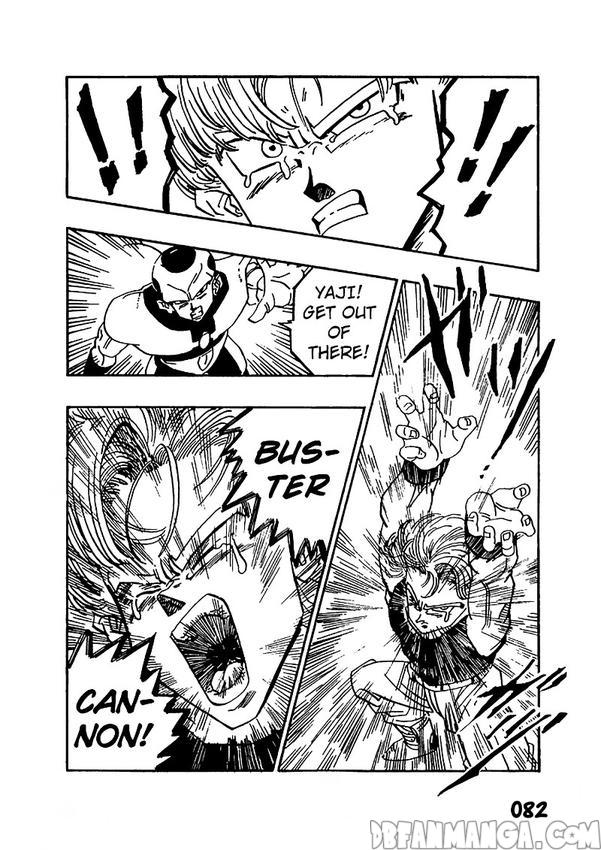 !!
!!
YAJI!
GET OUT
OF
THERE!
BUS-
TER
CAN-
NON!
082
DBFANMANGA.COM